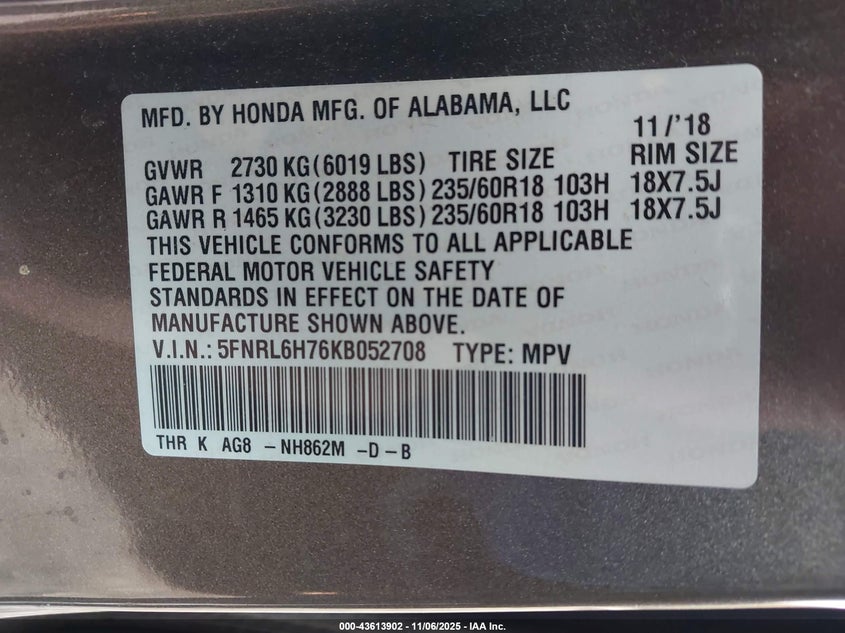 MFD. BY HONDA MFG. OF ALABAMA, LLC
11/'18
GVWR 2730 KG(6019 LBS) TIRE SIZE RIM SIZE
GAWR F 1310 KG(2888 LBS) 235/60R18 103H 18X7.5J
GAWR R 1465 KG(3230 LBS) 235/60R18 103H 18X7.5J
THIS VEHICLE CONFORMS TO ALL APPLICABLE
FEDERAL MOTOR VEHICLE SAFETY
STANDARDS IN EFFECT ON THE DATE OF
MANUFACTURE SHOWN ABOVE.
V.I.N.: 5FNRL6H76KB052708 TYPE: MPV
THR K AG8 – NH862M –D – B
000-43613902 - 11/06/2025 - IAA Inc.